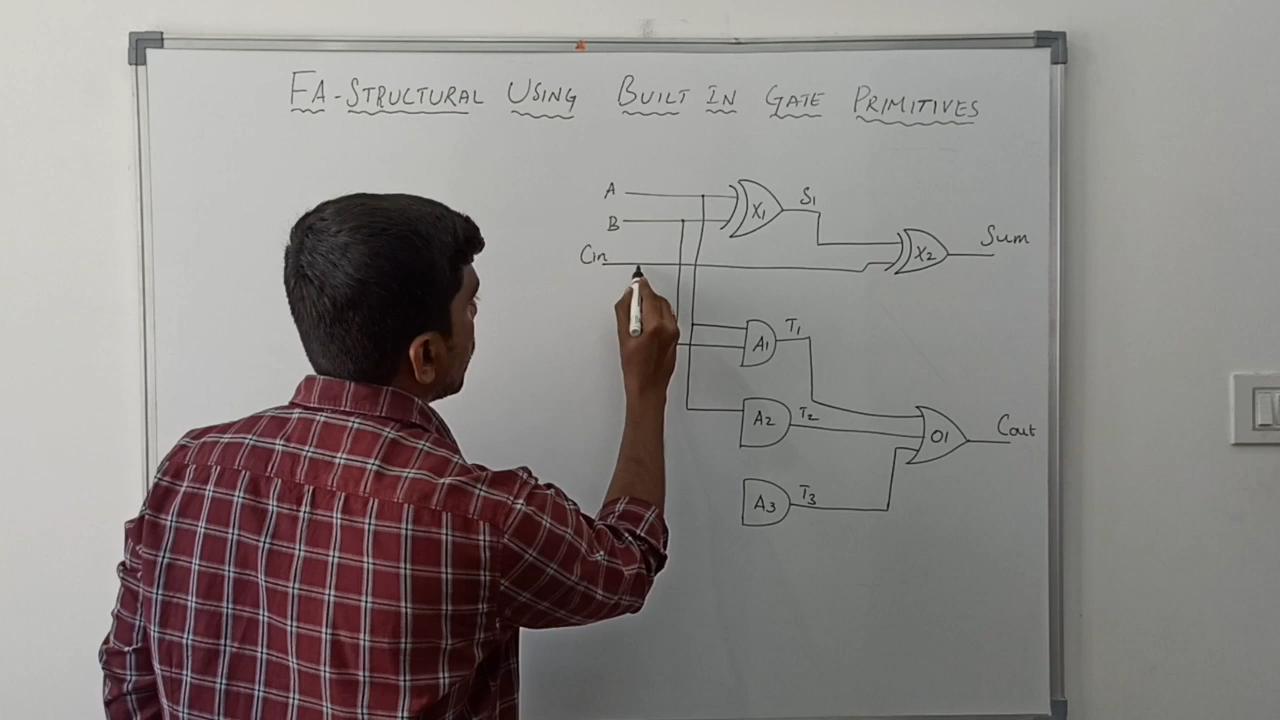 FA-STRUCTURAL USING BUILT IN GATE PRIMITIVES
A
B
Cin
X1
S1
X2
Sum
A1
T1
A2
T2
O1
Cout
A3
T3